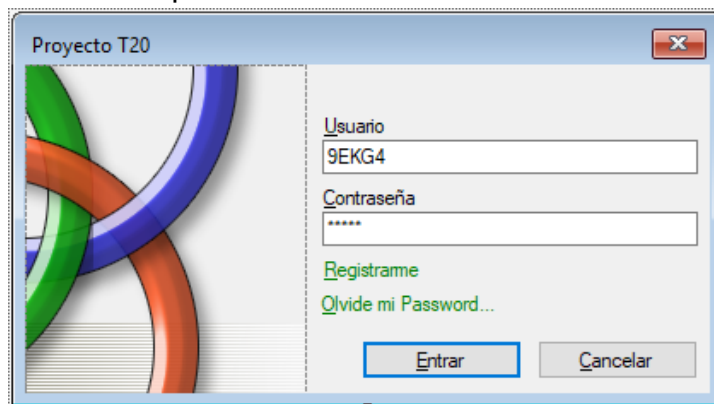 Proyecto T20
Usuario
9EKG4
Contraseña
*****
Registrarme
Olvide mi Password...
Entrar
Cancelar